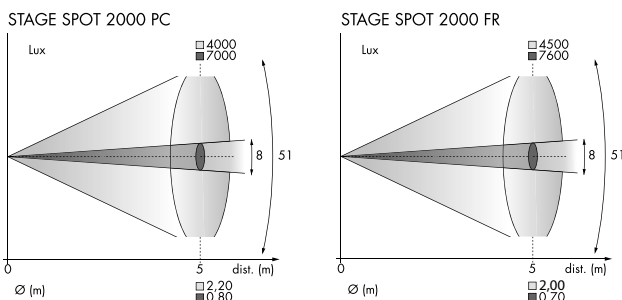 STAGE SPOT 2000 PC
Lux
4000
7000
8
51
0
5
dist. (m)
Ø (m)
2,20
0,80
STAGE SPOT 2000 FR
Lux
4500
7600
8
51
0
5
dist. (m)
Ø (m)
2,00
0,70